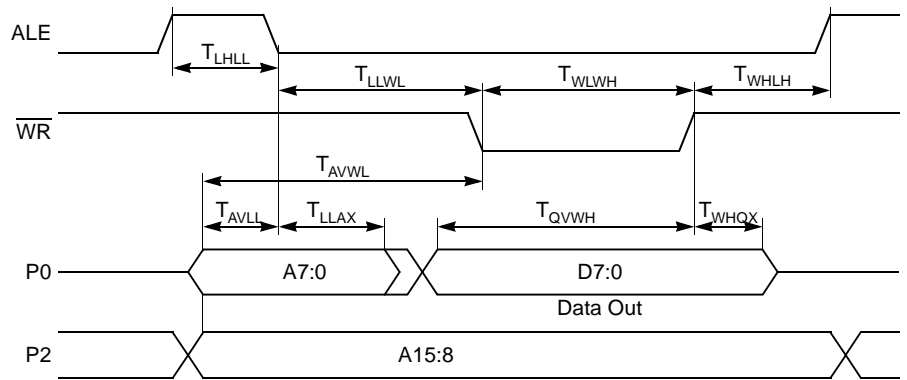 ALE
T_LHLL
T_LLWL
T_WLWH
T_WHLH
W̅R̅
T_AVWL
T_AVLL
T_LLAX
T_QVWH
T_WHQX
P0
A7:0
D7:0
Data Out
P2
A15:8